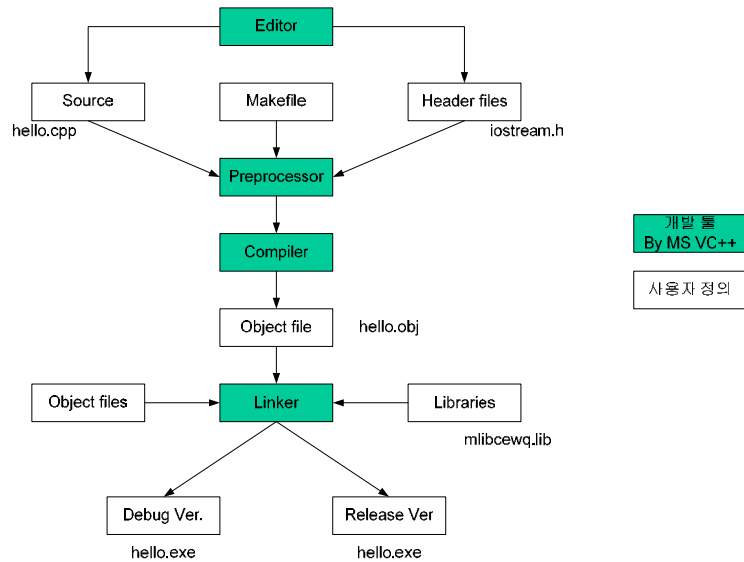 Editor
Source
Makefile
Header files
hello.cpp
iostream.h
Preprocessor
개발 툴
By MS VC++
Compiler
사용자 정의
Object file
hello.obj
Object files
Linker
Libraries
mlibcewq.lib
Debug Ver.
Release Ver
hello.exe
hello.exe